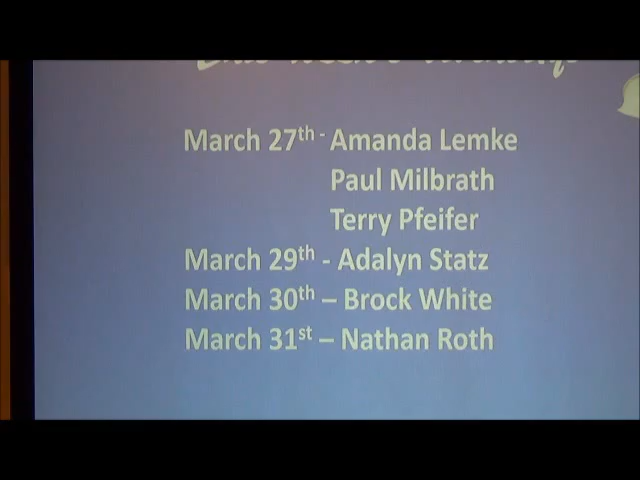 March 27th - Amanda Lemke
Paul Milbrath
Terry Pfeifer
March 29th - Adalyn Statz
March 30th – Brock White
March 31st – Nathan Roth